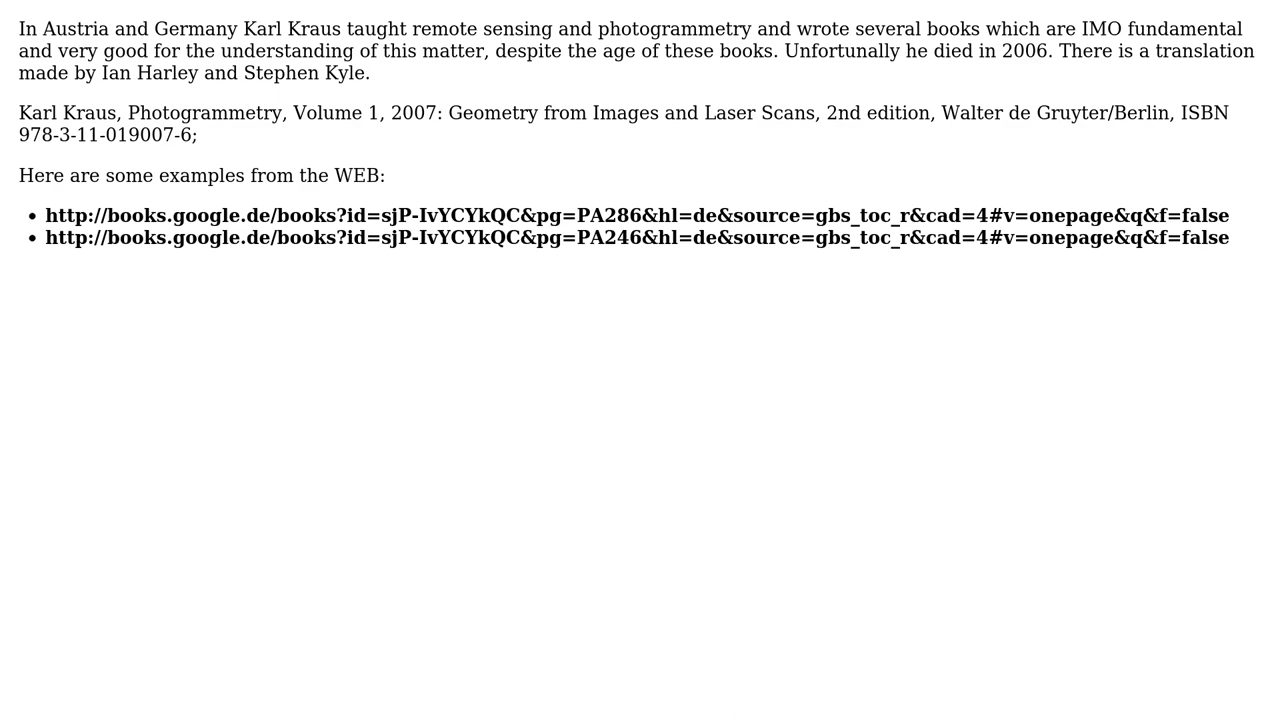 In Austria and Germany Karl Kraus taught remote sensing and photogrammetry and wrote several books which are IMO fundamental
and very good for the understanding of this matter, despite the age of these books. Unfortunally he died in 2006. There is a translation
made by Ian Harley and Stephen Kyle.
Karl Kraus, Photogrammetry, Volume 1, 2007: Geometry from Images and Laser Scans, 2nd edition, Walter de Gruyter/Berlin, ISBN
978-3-11-019007-6;
Here are some examples from the WEB:
• http://books.google.de/books?id=sjP-IvYCYkQC&pg=PA286&hl=de&source=gbs_toc_r&cad=4#v=onepage&q&f=false
• http://books.google.de/books?id=sjP-IvYCYkQC&pg=PA246&hl=de&source=gbs_toc_r&cad=4#v=onepage&q&f=false